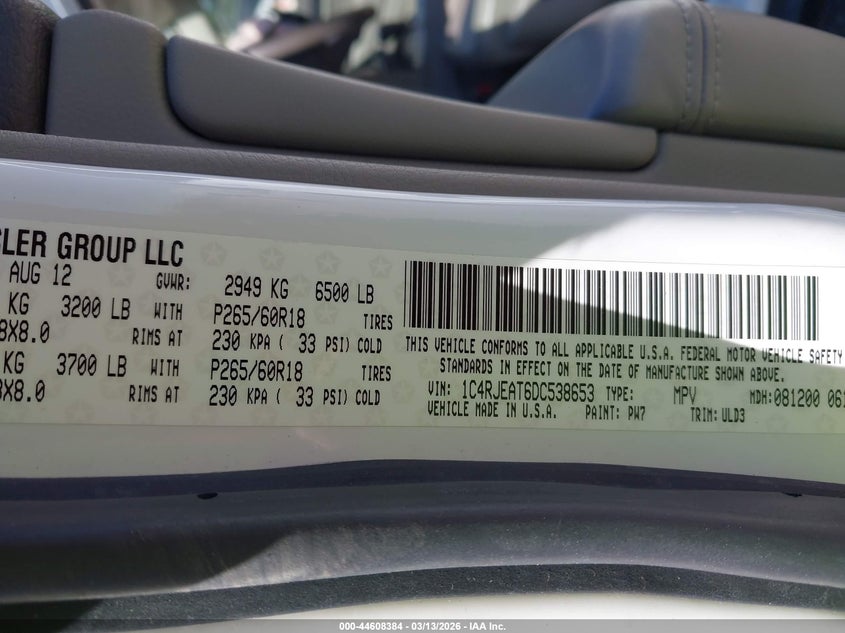 SLER GROUP LLC
AUG 12 GVWR: 2949 KG 6500 LB
KG 3200 LB WITH P265/60R18 TIRES
8X8.0 RIMS AT 230 KPA ( 33 PSI) COLD
KG 3700 LB WITH P265/60R18 TIRES
8X8.0 RIMS AT 230 KPA ( 33 PSI) COLD
THIS VEHICLE CONFORMS TO ALL APPLICABLE U.S.A. FEDERAL MOTOR VEHICLE SAFETY
STANDARDS IN EFFECT ON THE DATE OF MANUFACTURE SHOWN ABOVE.
VIN: 1C4RJEAT6DC538653 TYPE: MPV MDH:081200 061
VEHICLE MADE IN U.S.A. PAINT: PW7 TRIM: ULD3
000-44608384 | 03/13/2026 - IAA Inc.